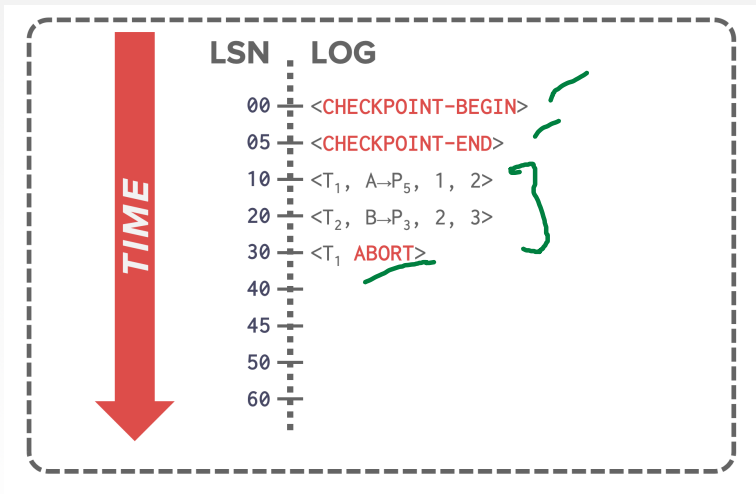 LSN LOG
00 <CHECKPOINT-BEGIN>
05 <CHECKPOINT-END>
10 <T₁, A→P₅, 1, 2>
20 <T₂, B→P₃, 2, 3>
30 <T₁ ABORT>
40
45
50
60
TIME